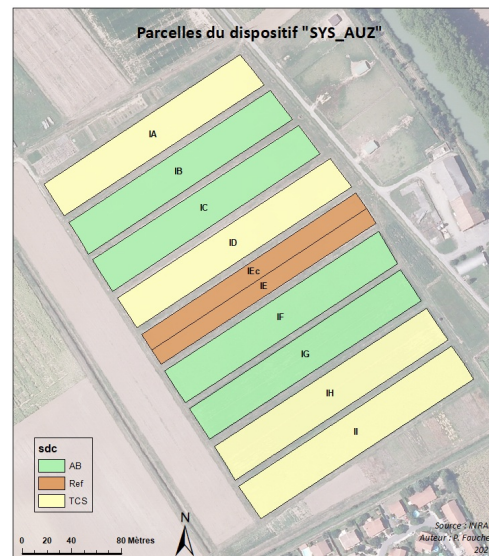 Parcelles du dispositif "SYS_AUZ"
IA
IB
IC
ID
IEc
IE
IF
IG
IH
II
sdc
AB
Ref
TCS
N
0 20 40 80 Mètres
Source : INRA
Auteur : P. Fauche
202